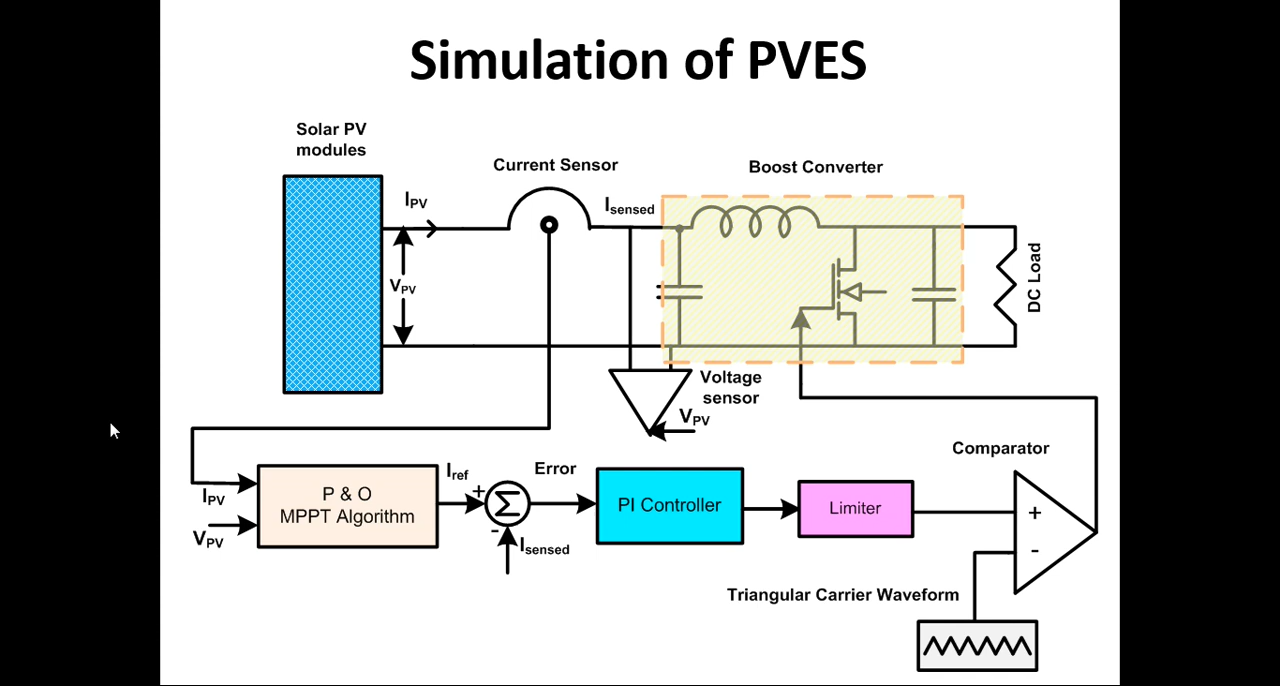 Simulation of PVES
Solar PV
modules
Current Sensor
Boost Converter
IPV
Isensed
VPV
DC Load
Voltage
sensor
VPV
Comparator
IPV
VPV
P & O
MPPT Algorithm
Iref
+
Σ
-
Isensed
Error
PI Controller
Limiter
+
-
Triangular Carrier Waveform